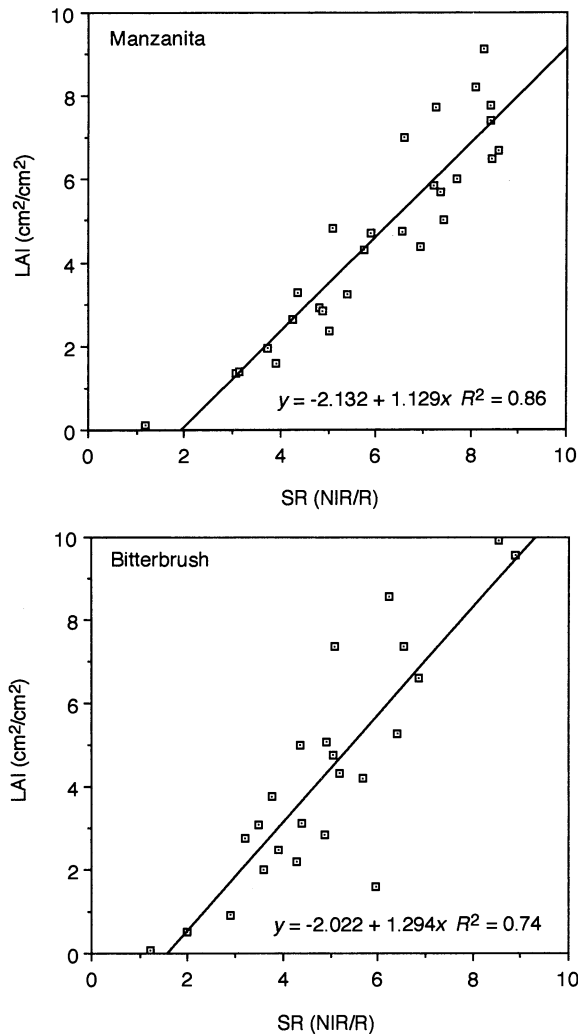 10
Manzanita
8
6
LAI (cm²/cm²)
4
2
y = -2.132 + 1.129x R² = 0.86
0
0 2 4 6 8 10
SR (NIR/R)
10
Bitterbrush
8
6
LAI (cm²/cm²)
4
2
y = -2.022 + 1.294x R² = 0.74
0
0 2 4 6 8 10
SR (NIR/R)